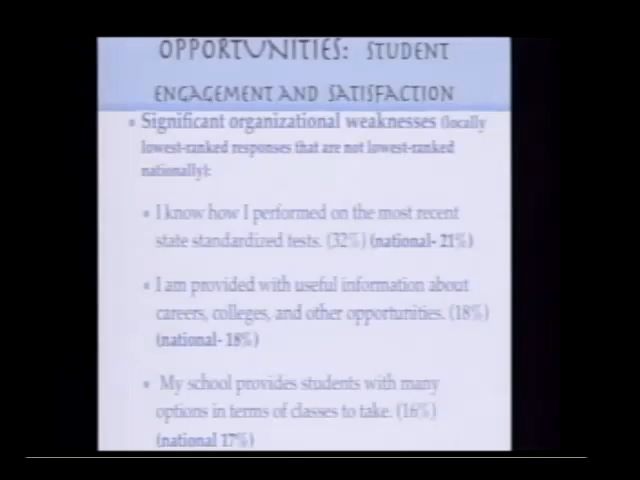 OPPORTUNITIES: STUDENT
ENGAGEMENT AND SATISFACTION
Significant organizational weaknesses (locally
lowest-ranked responses that are not lowest-ranked
nationally):
I know how I performed on the most recent
state standardized tests. (32%) (national- 21%)
I am provided with useful information about
careers, colleges, and other opportunities. (18%)
(national- 18%)
My school provides students with many
options in terms of classes to take. (16%)
(national 17%)